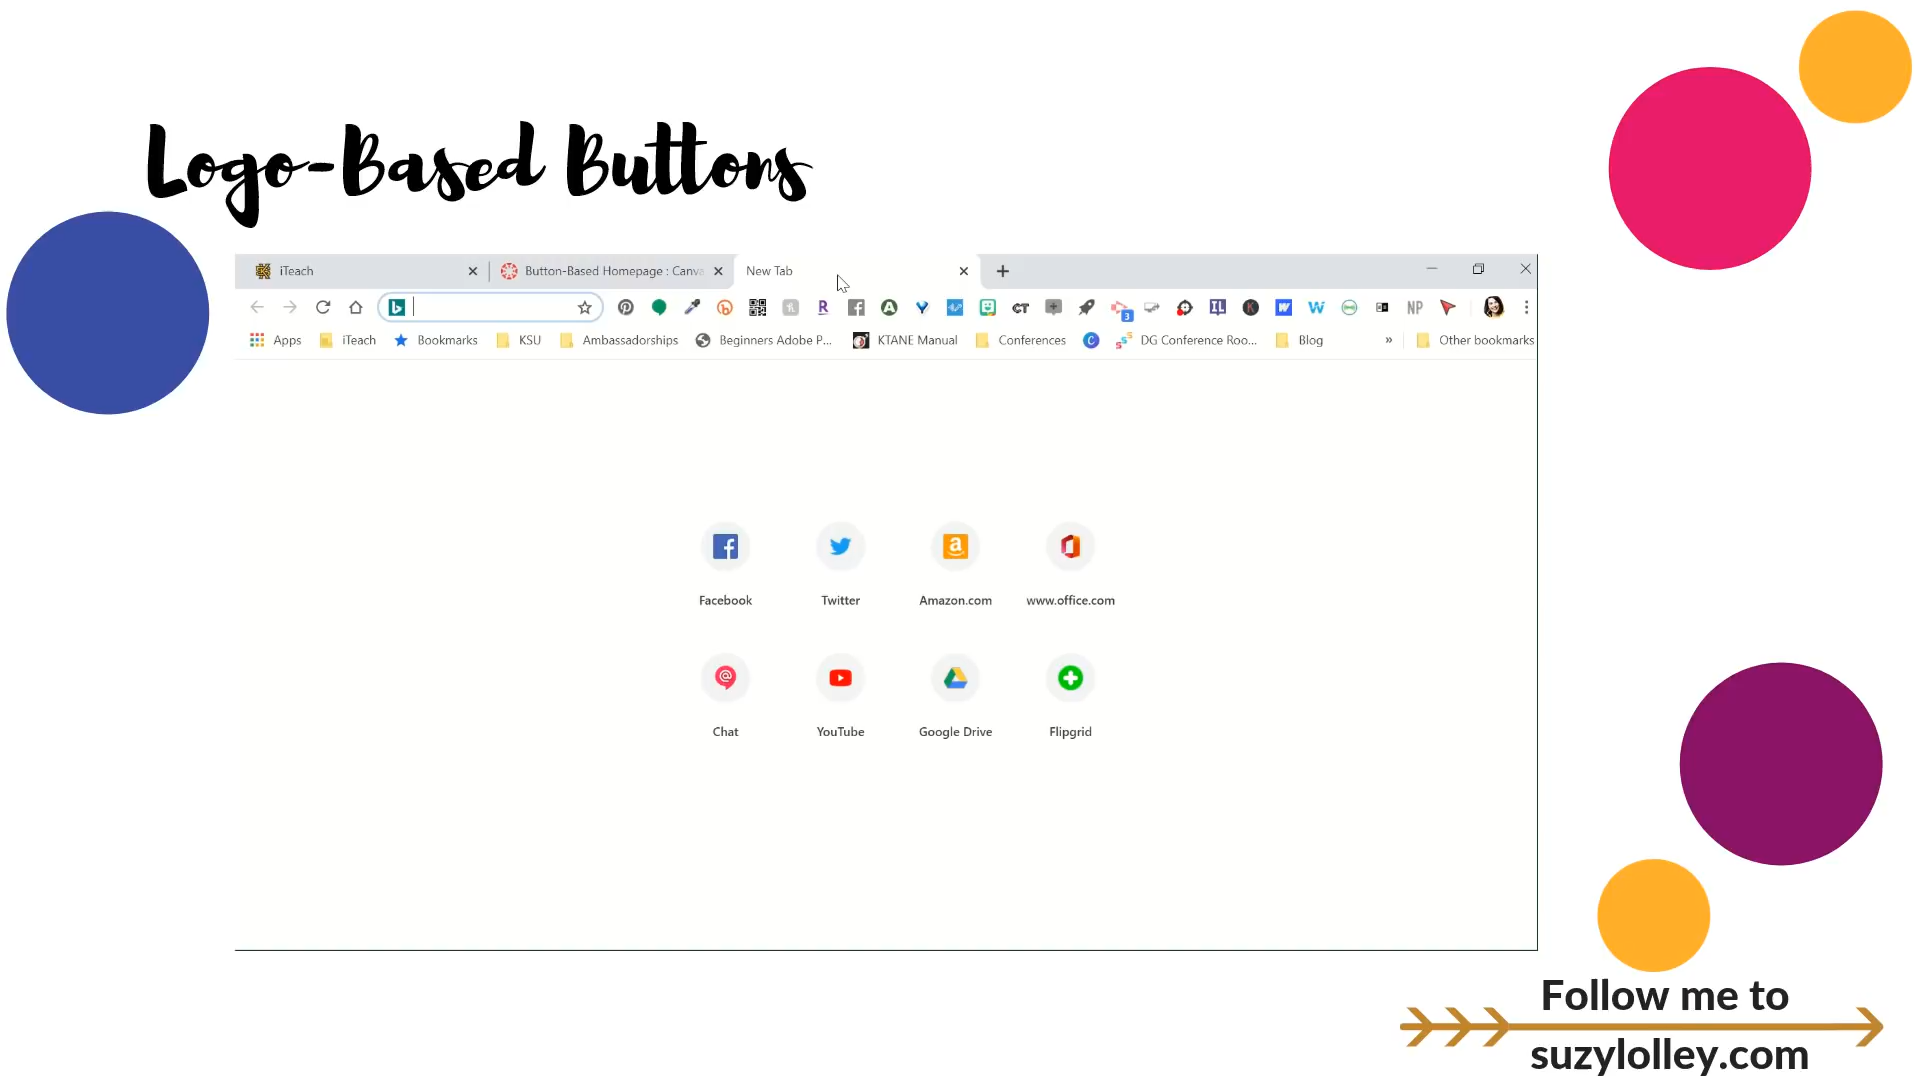 Logo-Based Buttons
iTeach
Button-Based Homepage : Canva
New Tab
Apps iTeach Bookmarks KSU Ambassadorships Beginners Adobe P... KTANE Manual Conferences DG Conference Roo... Blog » Other bookmarks
Facebook Twitter Amazon.com www.office.com
Chat YouTube Google Drive Flipgrid
Follow me to
suzylolley.com